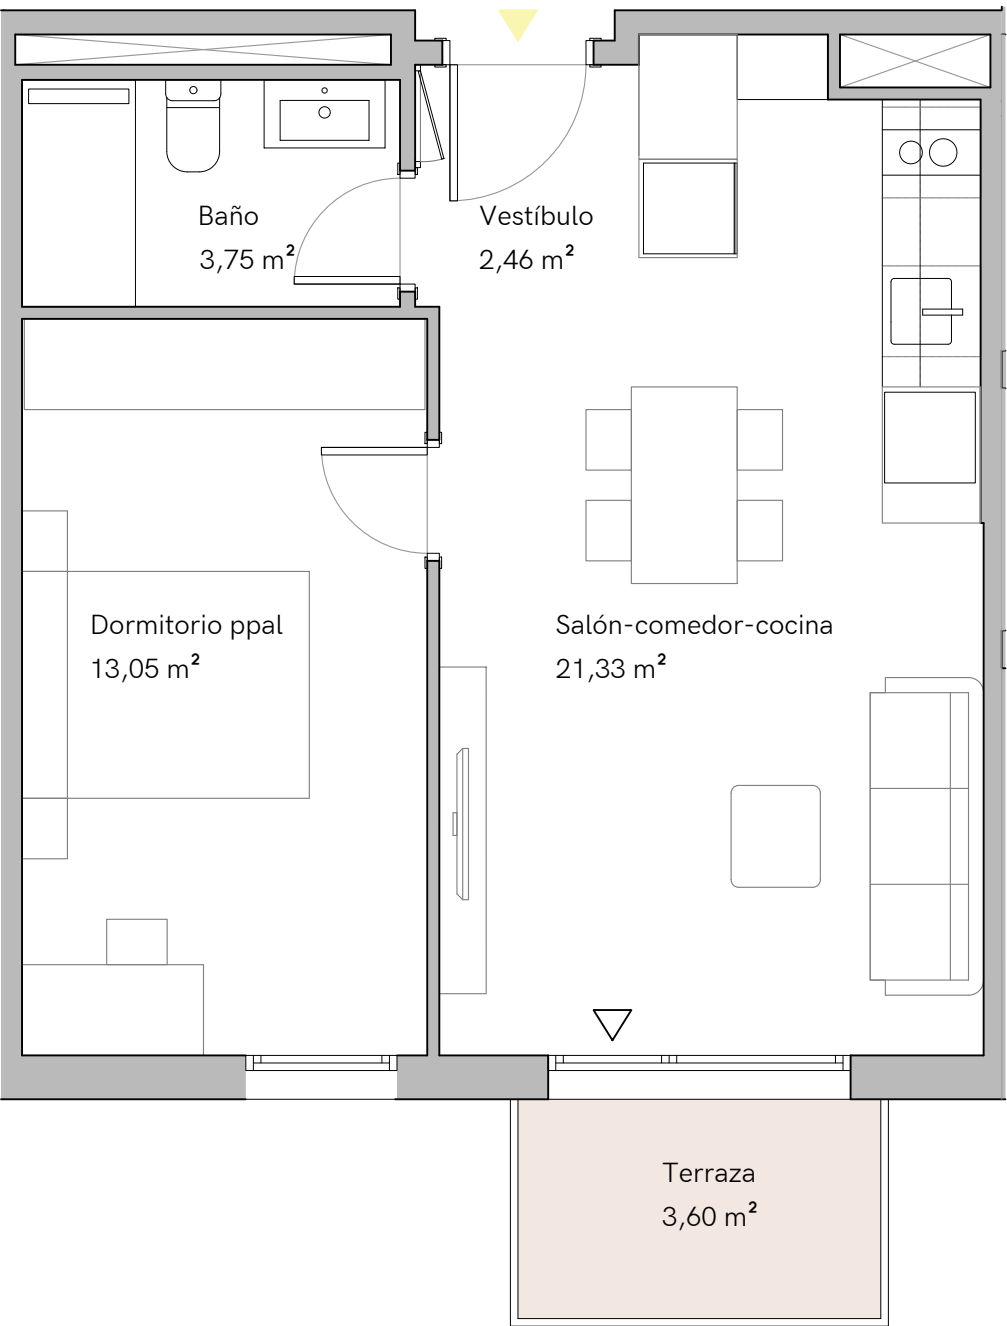 Baño
3,75 m²
Vestíbulo
2,46 m²
Dormitorio ppal
13,05 m²
Salón-comedor-cocina
21,33 m²
Terraza
3,60 m²